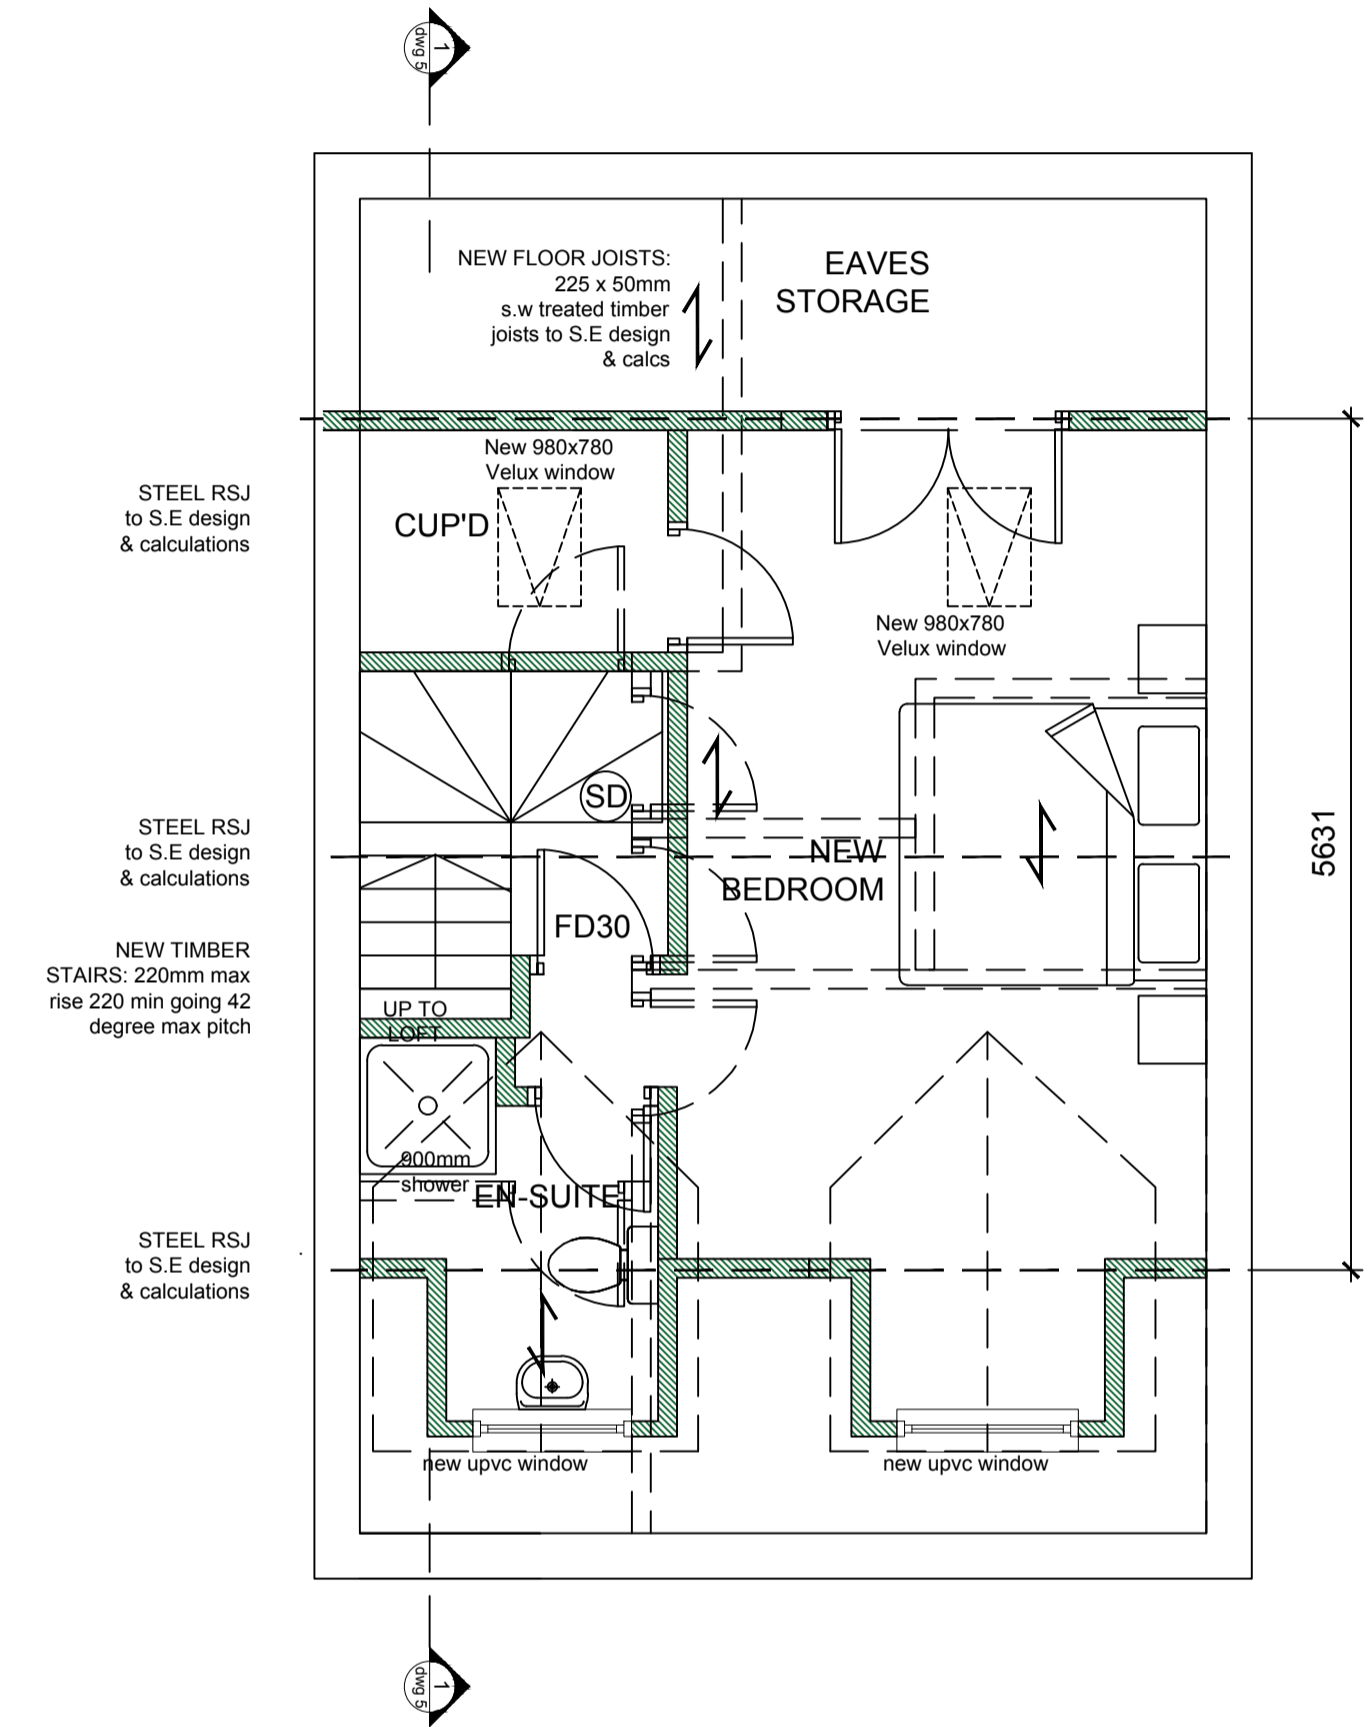 1
dwg 5
NEW FLOOR JOISTS:
225 x 50mm
s.w treated timber
joists to S.E design
& calcs
EAVES
STORAGE
New 980x780
Velux window
STEEL RSJ
to S.E design
& calculations
CUP'D
New 980x780
Velux window
SD
STEEL RSJ
to S.E design
& calculations
NEW
BEDROOM
5631
FD30
NEW TIMBER
STAIRS: 220mm max
rise 220 min going 42
degree max pitch
UP TO
LOFT
900mm
shower
EN-SUITE
STEEL RSJ
to S.E design
& calculations
new upvc window
new upvc window
1
dwg 5